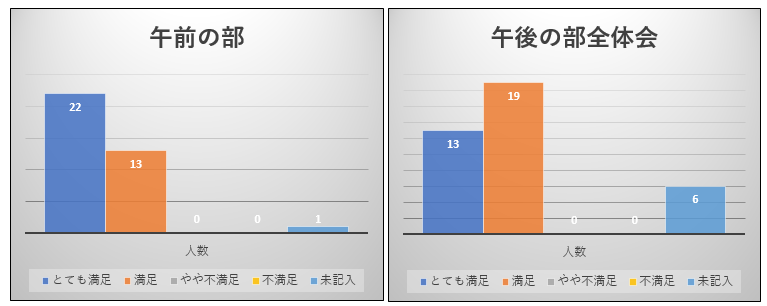 午前の部
22
13
0
0
1
人数
とても満足 満足 やや不満足 不満足 未記入
午後の部全体会
13
19
0
0
6
人数
とても満足 満足 やや不満足 不満足 未記入